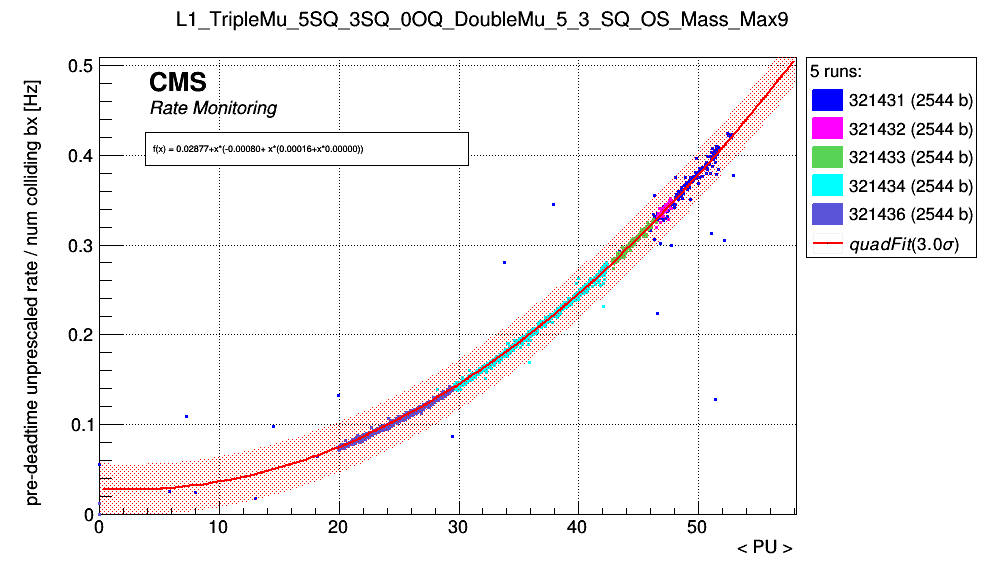 L1_TripleMu_5SQ_3SQ_0OQ_DoubleMu_5_3_SQ_OS_Mass_Max9
CMS
Rate Monitoring
f(x) = 0.02877+x*(-0.00080+ x*(0.00016+x*0.00000))
pre-deadtime unprescaled rate / num colliding bx [Hz]
0.5
0.4
0.3
0.2
0.1
0
0 10 20 30 40 50
< PU >
5 runs:
321431 (2544 b)
321432 (2544 b)
321433 (2544 b)
321434 (2544 b)
321436 (2544 b)
quadFit(3.0σ)